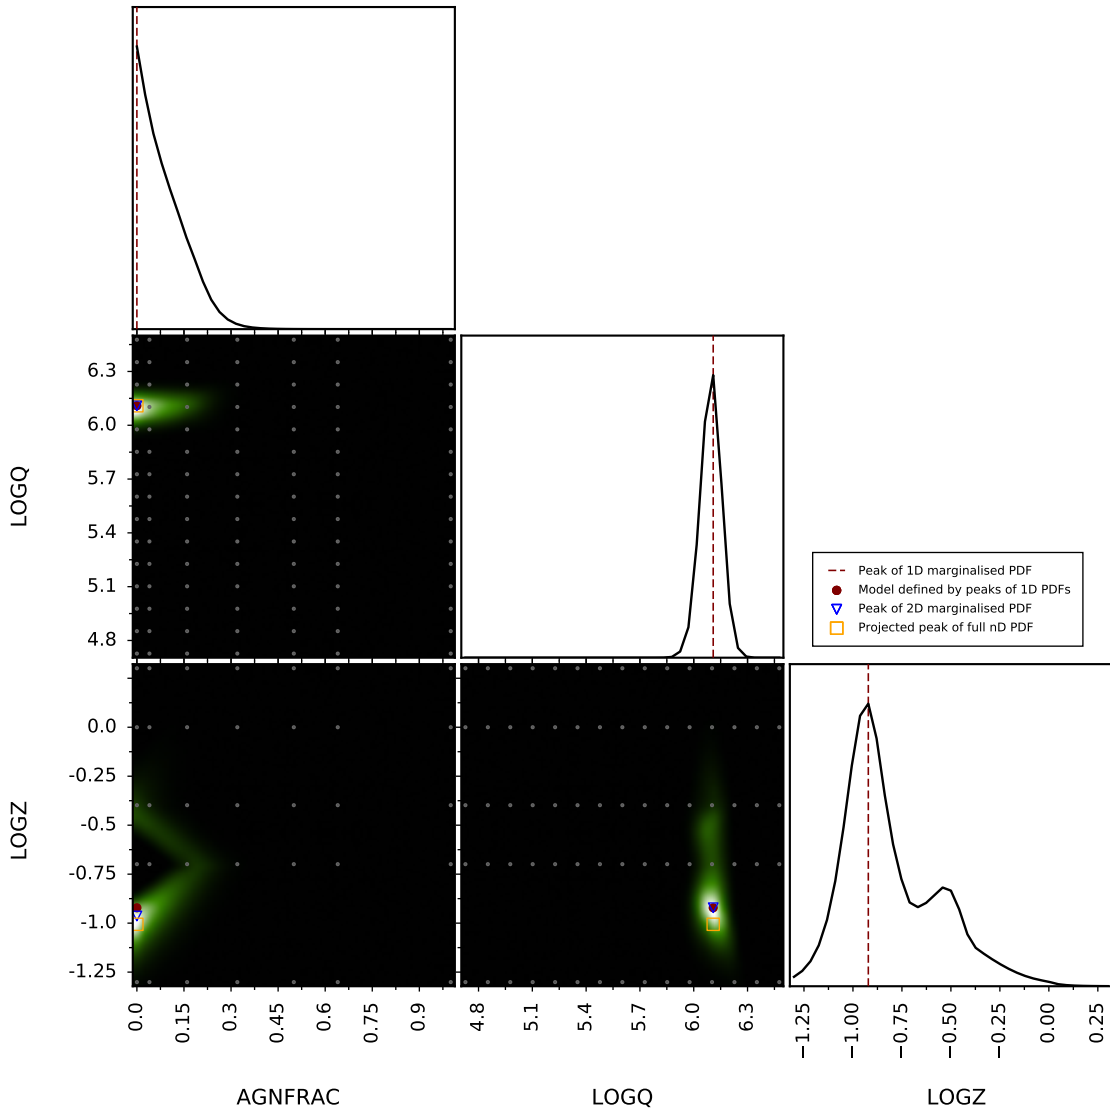 6.3
6.0
5.7
5.4
5.1
4.8
LOGQ
Peak of 1D marginalised PDF
Model defined by peaks of 1D PDFs
Peak of 2D marginalised PDF
Projected peak of full nD PDF
0.0
-0.25
-0.5
-0.75
-1.0
-1.25
LOGZ
0.0 0.15 0.3 0.45 0.6 0.75 0.9
4.8 5.1 5.4 5.7 6.0 6.3
−1.25 −1.00 −0.75 −0.50 −0.25 0.00 0.25
AGNFRAC LOGQ LOGZ